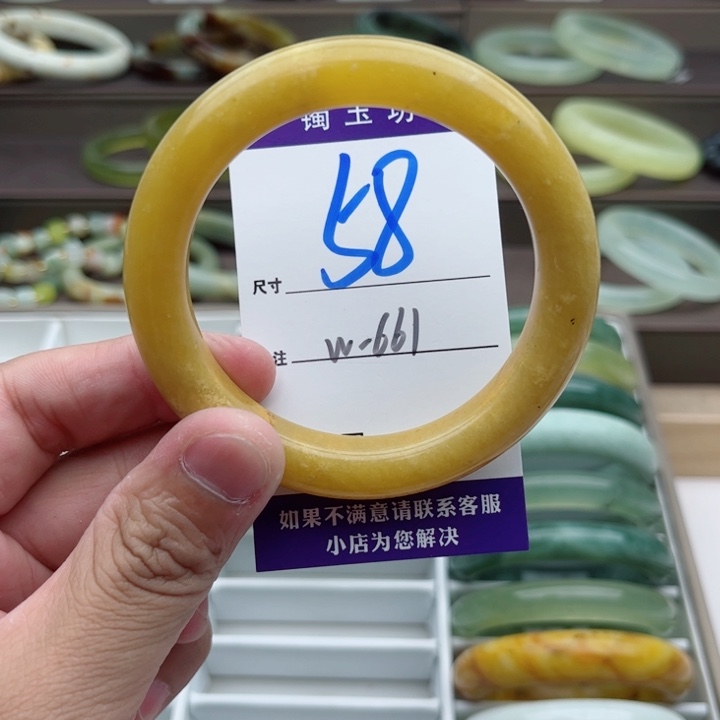 玉坊
58
尺寸
注 W-661
如果不满意请联系客服
小店为您解决